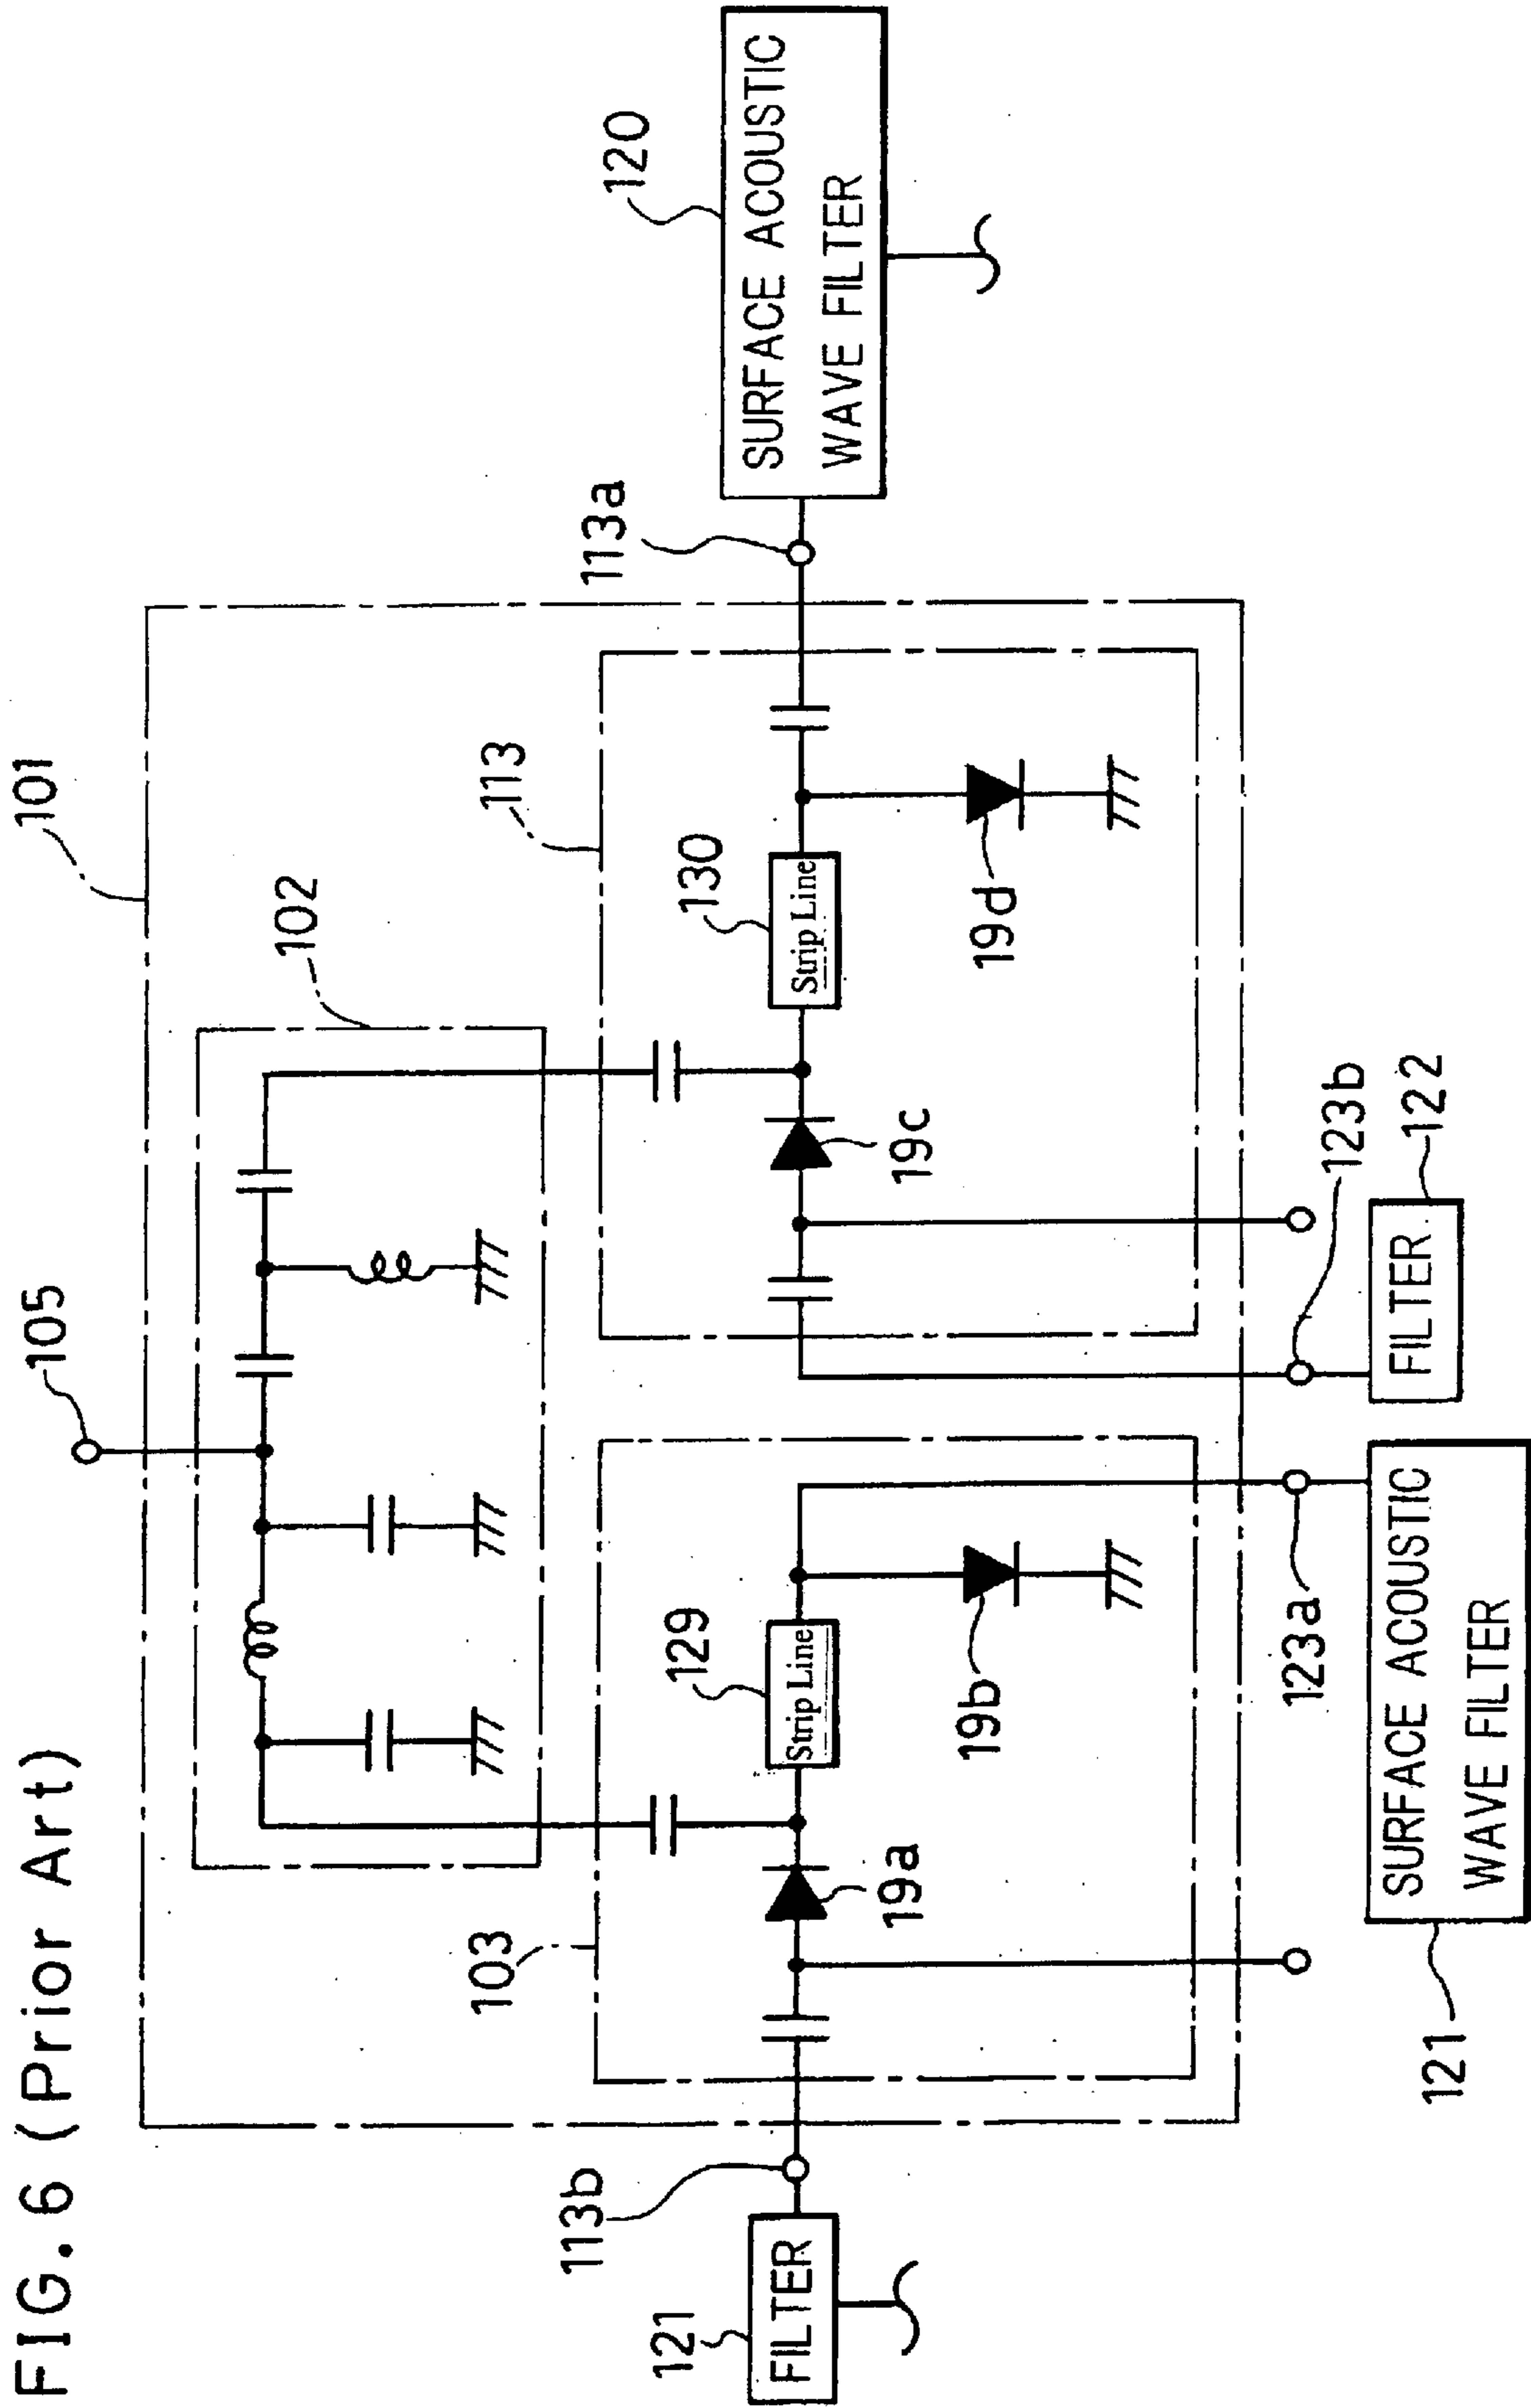 FIG. 6 (Prior Art)
101
105
102
113
103
129
Strip Line
130
Strip Line
19a
19b
19c
19d
113a
113b
120
SURFACE ACOUSTIC
WAVE FILTER
121
FILTER
123a
123b
121
SURFACE ACOUSTIC
WAVE FILTER
FILTER
122